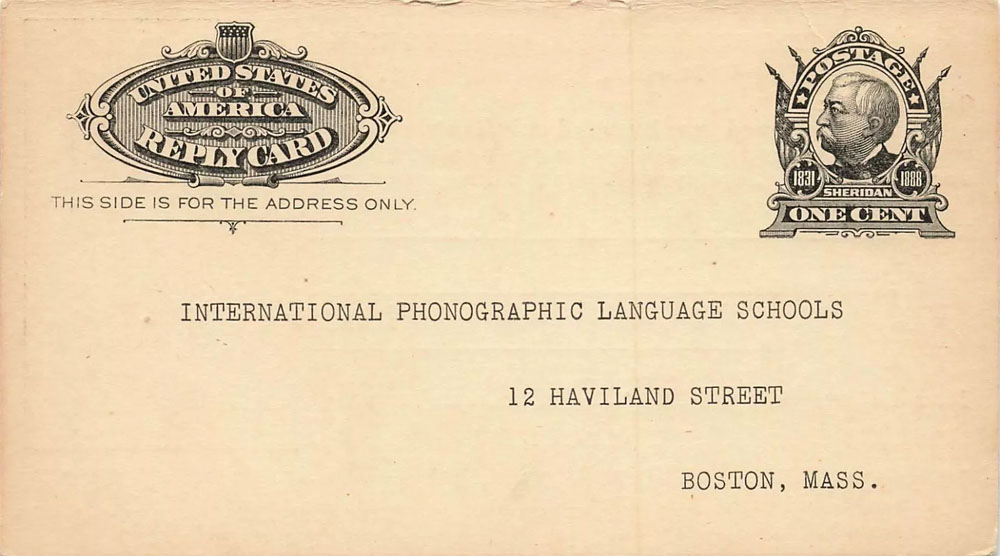 UNITED STATES
OF
AMERICA
REPLY CARD
THIS SIDE IS FOR THE ADDRESS ONLY.
POSTAGE
1831 1888
SHERIDAN
ONE CENT
INTERNATIONAL PHONOGRAPHIC LANGUAGE SCHOOLS
12 HAVILAND STREET
BOSTON, MASS.